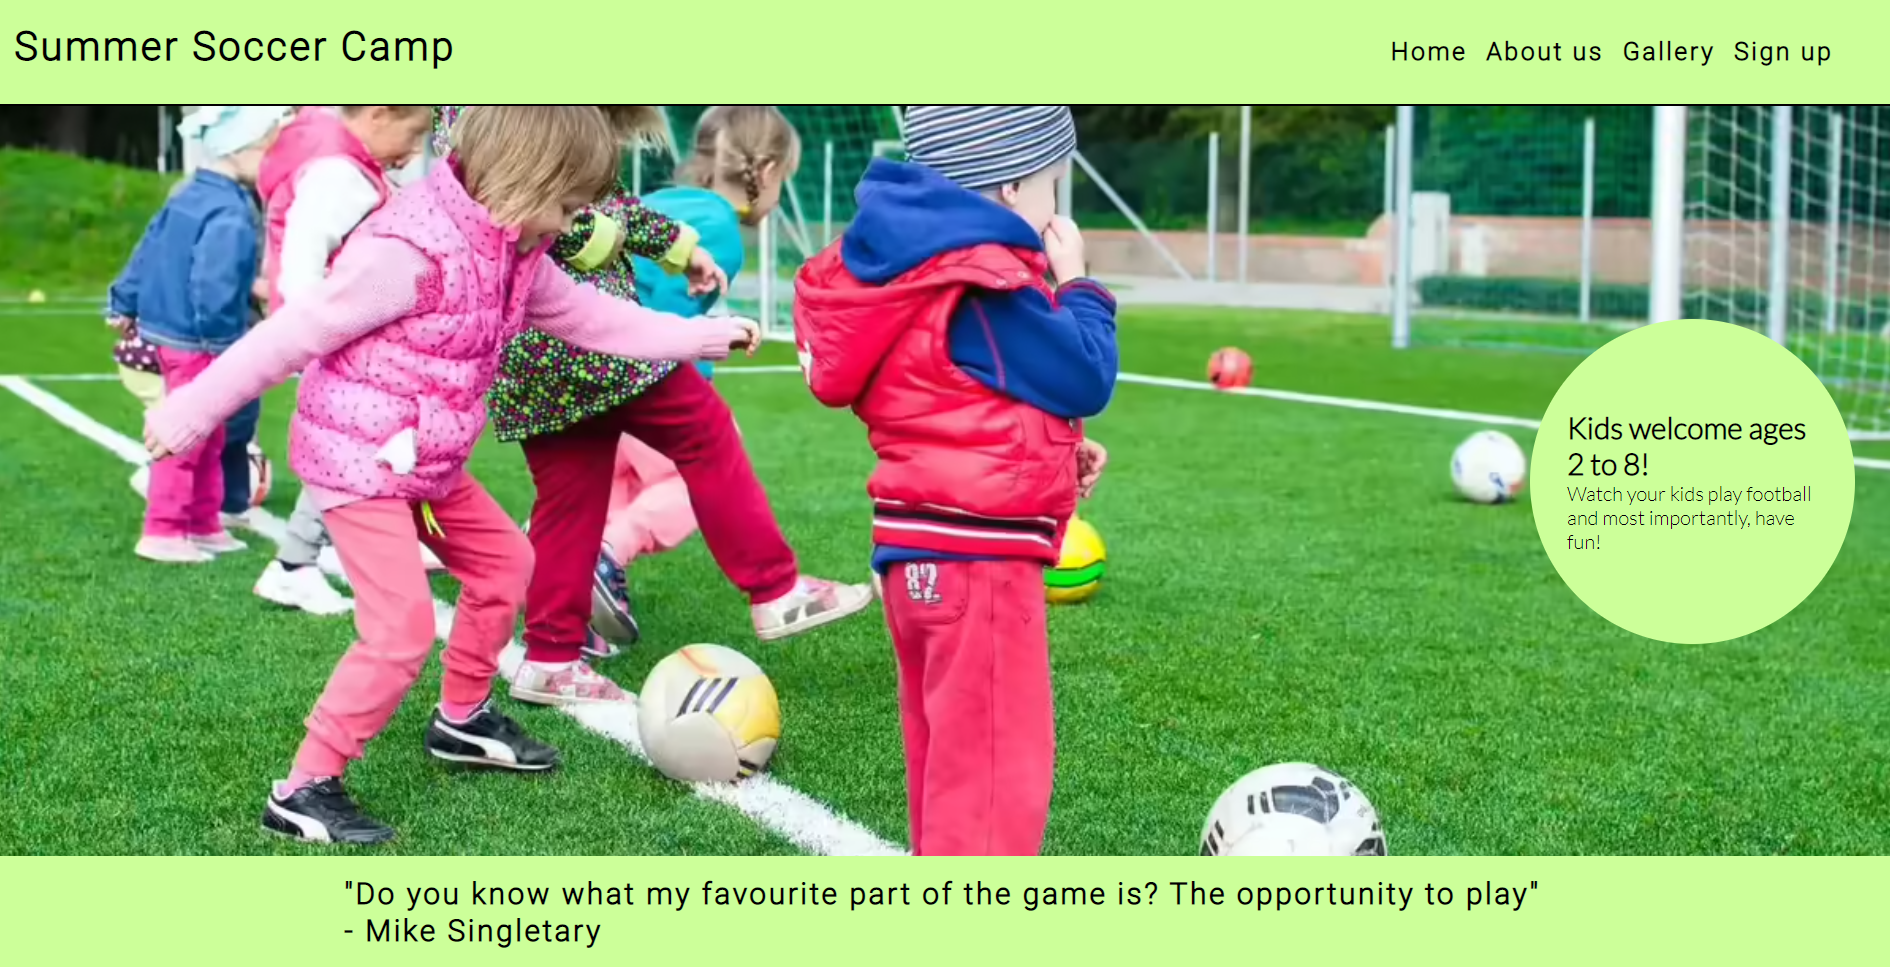 Summer Soccer Camp
Home About us Gallery Sign up
Kids welcome ages
2 to 8!
Watch your kids play football
and most importantly, have
fun!
82
"Do you know what my favourite part of the game is? The opportunity to play"
- Mike Singletary